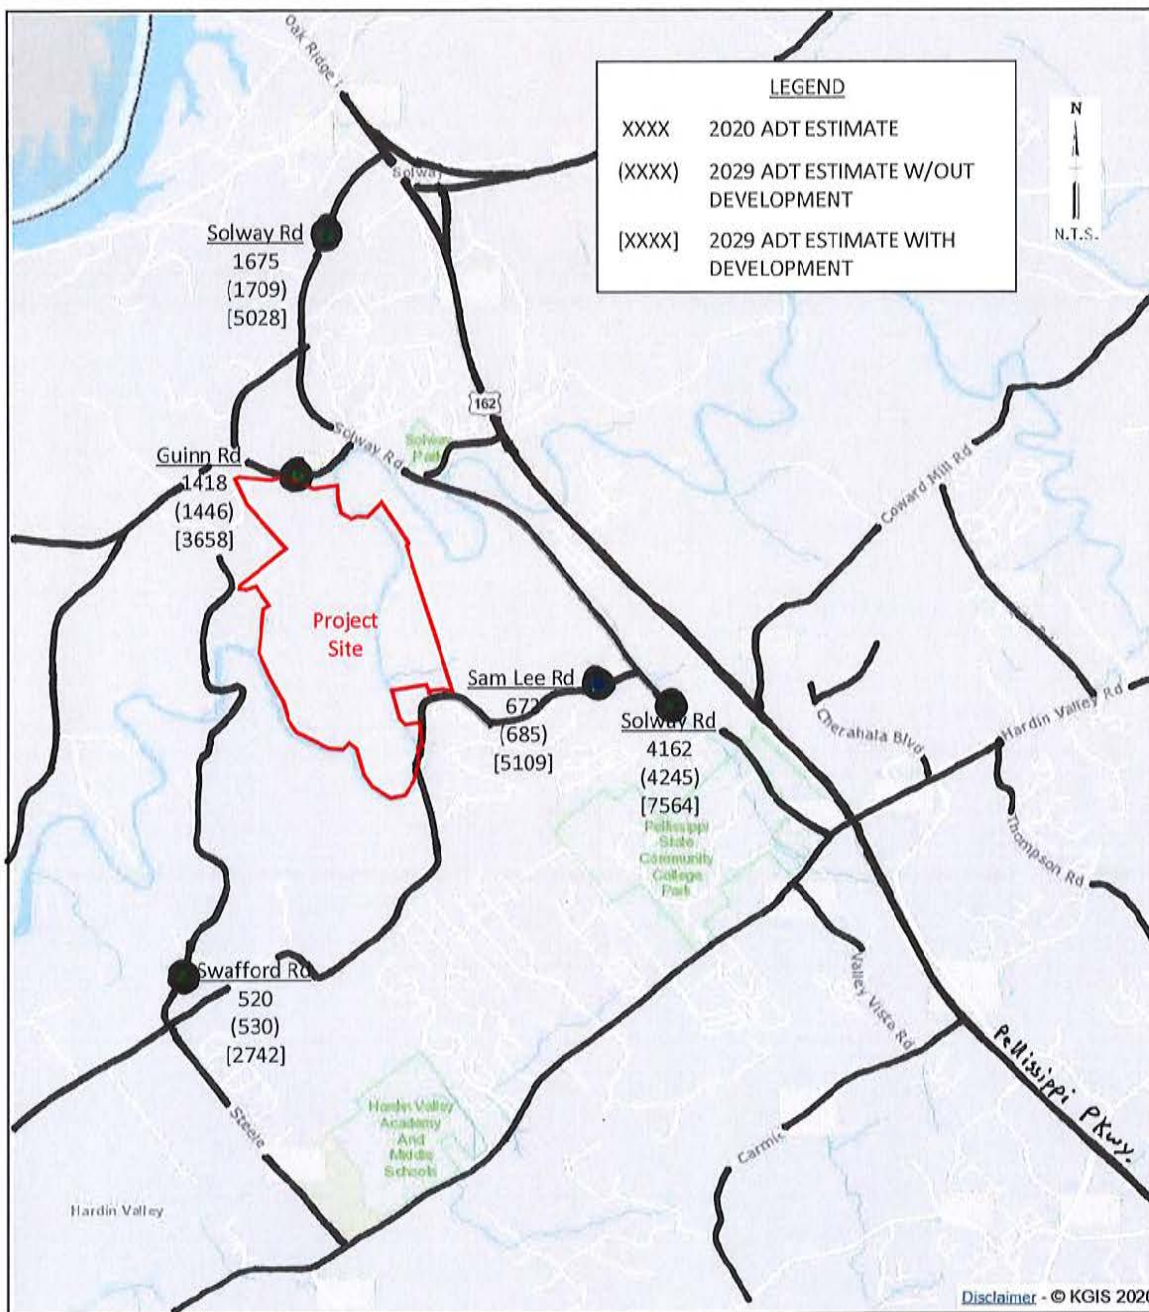 Oak Ridge
LEGEND
XXXX 2020 ADT ESTIMATE
(XXXX) 2029 ADT ESTIMATE W/OUT
DEVELOPMENT
[XXXX] 2029 ADT ESTIMATE WITH
DEVELOPMENT
N
N.T.S.
Solway
Solway Rd
1675
(1709)
[5028]
162
Solway Rd
Solway
Park
Guinn Rd
1418
(1446)
[3658]
Coward Mill Rd
Project
Site
Sam Lee Rd
672
(685)
[5109]
Solway Rd
4162
(4245)
[7564]
Cherahala Blvd
Hardin Valley Rd
Pellissippi
State
Community
College
Park
Thompson Rd
Swafford Rd
520
(530)
[2742]
Valley Vista Rd
Pellissippi PKwy.
Steele
Hardin Valley
Academy
And
Middle
Schools
Carmic
Hardin Valley
Disclaimer - © KGIS 2020